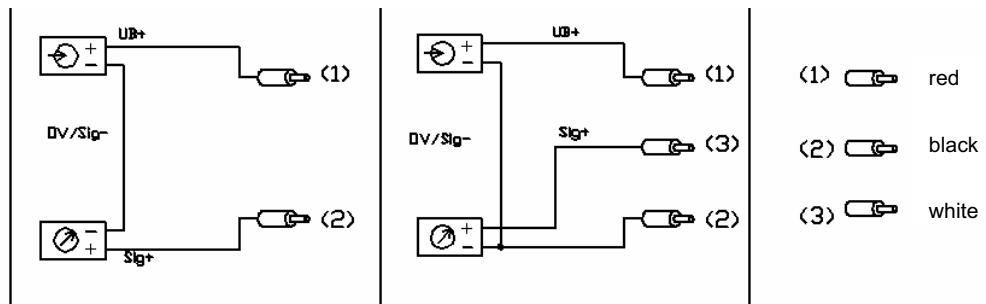 UB+
+
−
(1)
0V/Sig-
−
+
(2)
Sig+
UB+
+
−
(1)
0V/Sig-
Sig+
(3)
+
−
(2)
(1) red
(2) black
(3) white